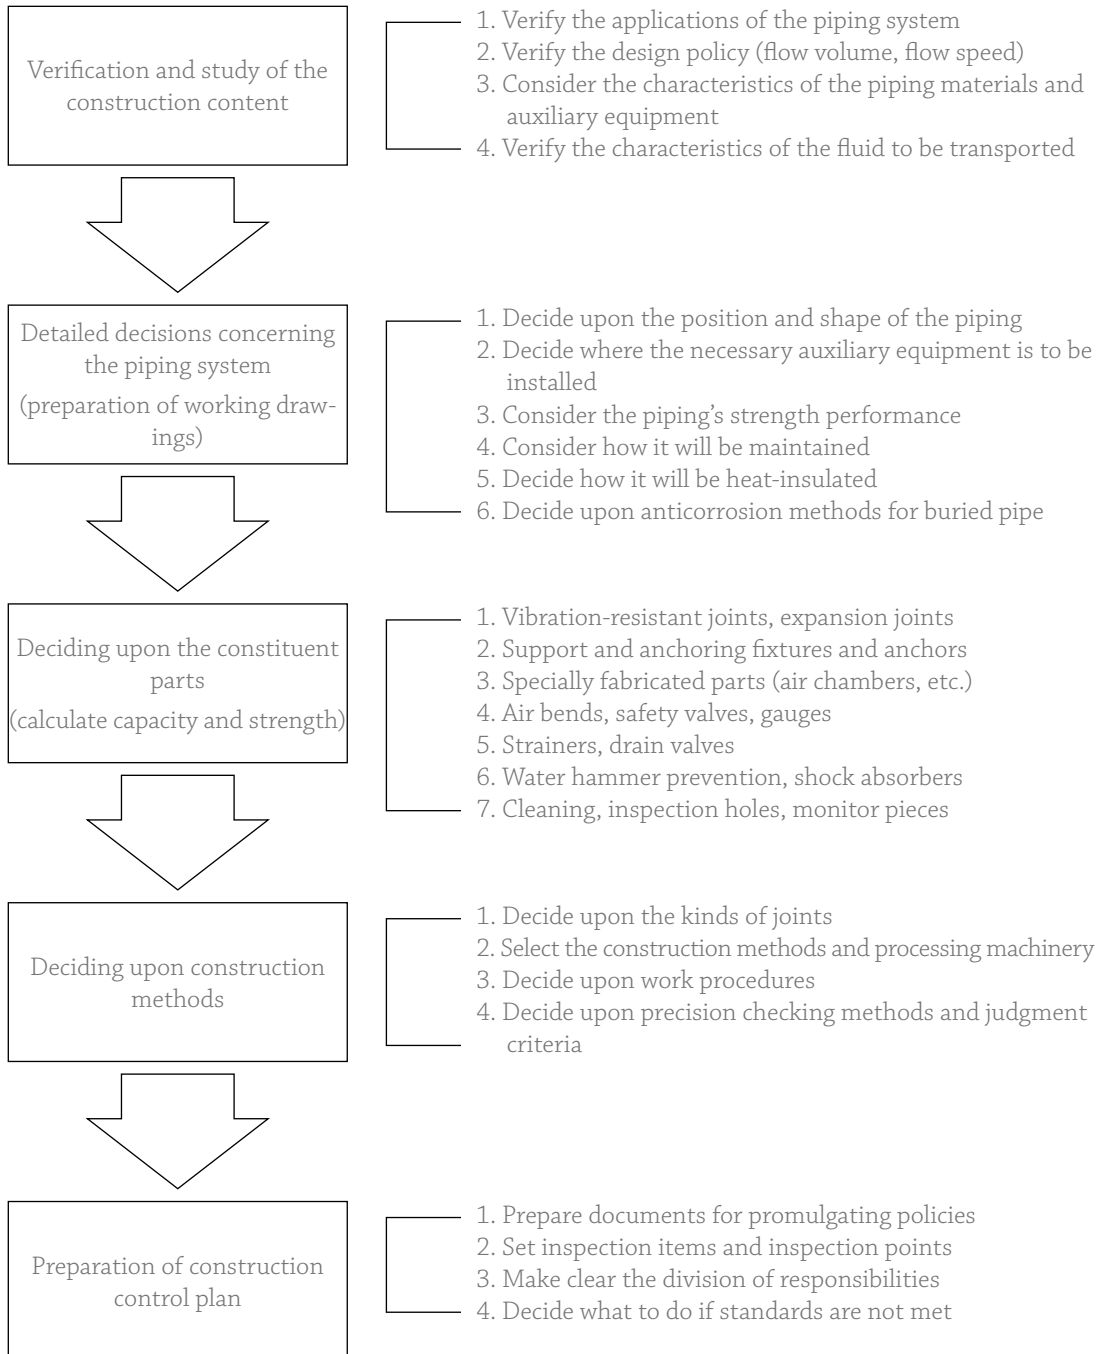 Verification and study of the
construction content
1. Verify the applications of the piping system
2. Verify the design policy (flow volume, flow speed)
3. Consider the characteristics of the piping materials and
auxiliary equipment
4. Verify the characteristics of the fluid to be transported
Detailed decisions concerning
the piping system
(preparation of working draw-
ings)
1. Decide upon the position and shape of the piping
2. Decide where the necessary auxiliary equipment is to be
installed
3. Consider the piping’s strength performance
4. Consider how it will be maintained
5. Decide how it will be heat-insulated
6. Decide upon anticorrosion methods for buried pipe
Deciding upon the constituent
parts
(calculate capacity and strength)
1. Vibration-resistant joints, expansion joints
2. Support and anchoring fixtures and anchors
3. Specially fabricated parts (air chambers, etc.)
4. Air bends, safety valves, gauges
5. Strainers, drain valves
6. Water hammer prevention, shock absorbers
7. Cleaning, inspection holes, monitor pieces
Deciding upon construction
methods
1. Decide upon the kinds of joints
2. Select the construction methods and processing machinery
3. Decide upon work procedures
4. Decide upon precision checking methods and judgment
criteria
Preparation of construction
control plan
1. Prepare documents for promulgating policies
2. Set inspection items and inspection points
3. Make clear the division of responsibilities
4. Decide what to do if standards are not met